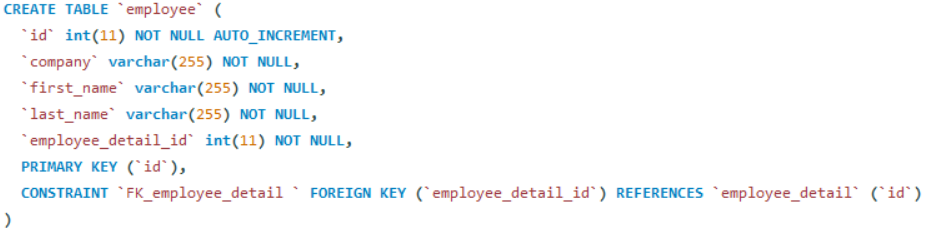 CREATE TABLE `employee` (
  `id` int(11) NOT NULL AUTO_INCREMENT,
  `company` varchar(255) NOT NULL,
  `first_name` varchar(255) NOT NULL,
  `last_name` varchar(255) NOT NULL,
  `employee_detail_id` int(11) NOT NULL,
  PRIMARY KEY (`id`),
  CONSTRAINT `FK_employee_detail ` FOREIGN KEY (`employee_detail_id`) REFERENCES `employee_detail` (`id`)
)